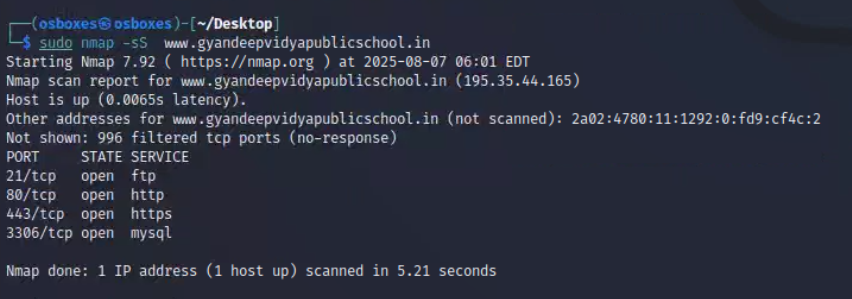 ┌──(osboxes㉿osboxes)-[~/Desktop]
└─$ sudo nmap -sS  www.gyandeepvidyapublicschool.in
Starting Nmap 7.92 ( https://nmap.org ) at 2025-08-07 06:01 EDT
Nmap scan report for www.gyandeepvidyapublicschool.in (195.35.44.165)
Host is up (0.0065s latency).
Other addresses for www.gyandeepvidyapublicschool.in (not scanned): 2a02:4780:11:1292:0:fd9:cf4c:2
Not shown: 996 filtered tcp ports (no-response)
PORT     STATE SERVICE
21/tcp   open  ftp
80/tcp   open  http
443/tcp  open  https
3306/tcp open  mysql
Nmap done: 1 IP address (1 host up) scanned in 5.21 seconds